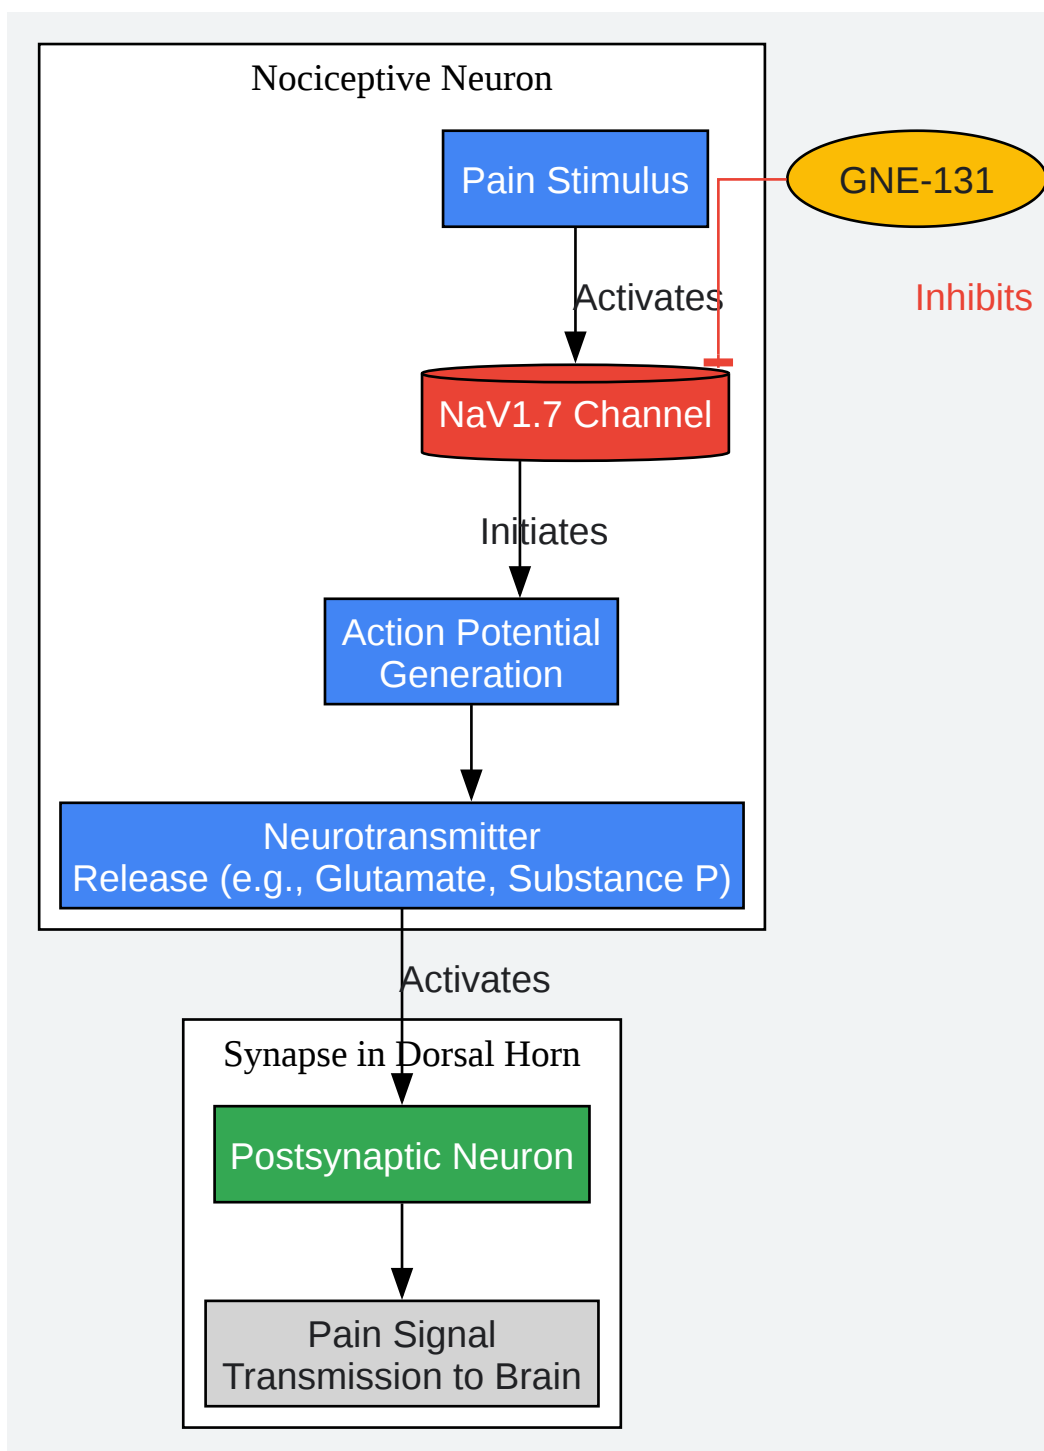 Nociceptive Neuron
Pain Stimulus
GNE-131
Activates
Inhibits
NaV1.7 Channel
Initiates
Action Potential
Generation
Neurotransmitter
Release (e.g., Glutamate, Substance P)
Activates
Synapse in Dorsal Horn
Postsynaptic Neuron
Pain Signal
Transmission to Brain